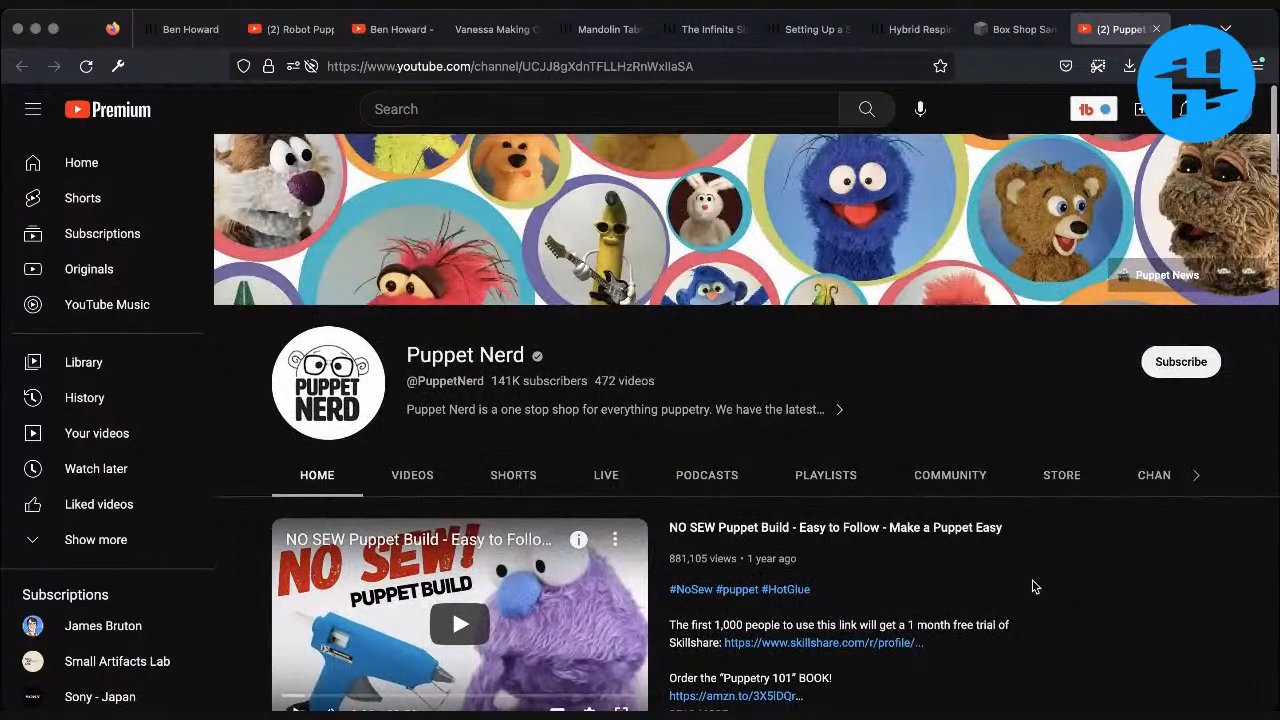 Ben Howard
(2) Robot Pupp
Ben Howard -
Vanessa Making C
Mandolin Tab
The Infinite S
Setting Up a S
Hybrid Respi
Box Shop San
(2) Puppet
https://www.youtube.com/channel/UCJJ8gXdnTFLLHzRnWxIIaSA
Premium
Search
tb
Home
Shorts
Subscriptions
Originals
YouTube Music
Library
History
Your videos
Watch later
Liked videos
Show more
Subscriptions
James Bruton
Small Artifacts Lab
SONY
Sony - Japan
Puppet News
PUPPET
NERD
Puppet Nerd
@PuppetNerd 141K subscribers 472 videos
Puppet Nerd is a one stop shop for everything puppetry. We have the latest...
Subscribe
HOME
VIDEOS
SHORTS
LIVE
PODCASTS
PLAYLISTS
COMMUNITY
STORE
CHAN
NO SEW Puppet Build - Easy to Follo...
NO SEW!
PUPPET BUILD
NO SEW Puppet Build - Easy to Follow - Make a Puppet Easy
881,105 views • 1 year ago
#NoSew #puppet #HotGlue
The first 1,000 people to use this link will get a 1 month free trial of
Skillshare: https://www.skillshare.com/r/profile/...
Order the "Puppetry 101" BOOK!
https://amzn.to/3X5lDQr...